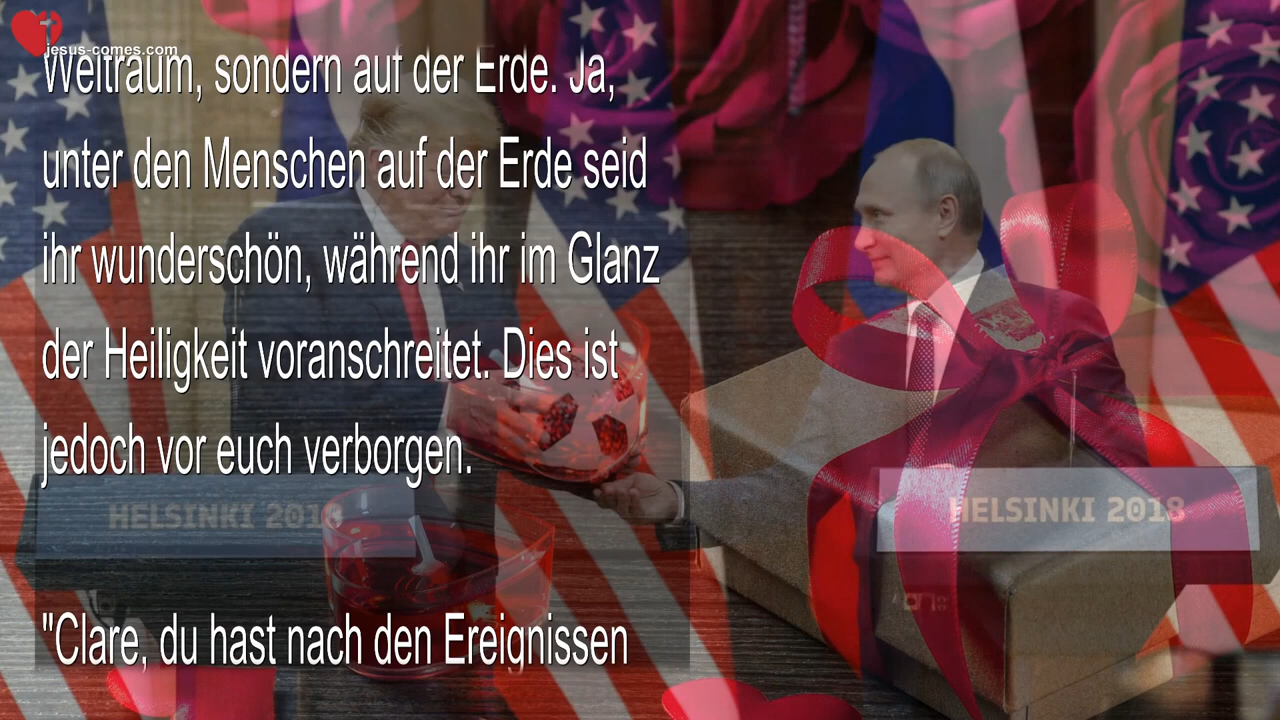 jesus-comes.com
Weltraum, sondern auf der Erde. Ja,
unter den Menschen auf der Erde seid
ihr wunderschön, während ihr im Glanz
der Heiligkeit voranschreitet. Dies ist
jedoch vor euch verborgen.
"Clare, du hast nach den Ereignissen
HELSINKI 2018
HELSINKI 2018